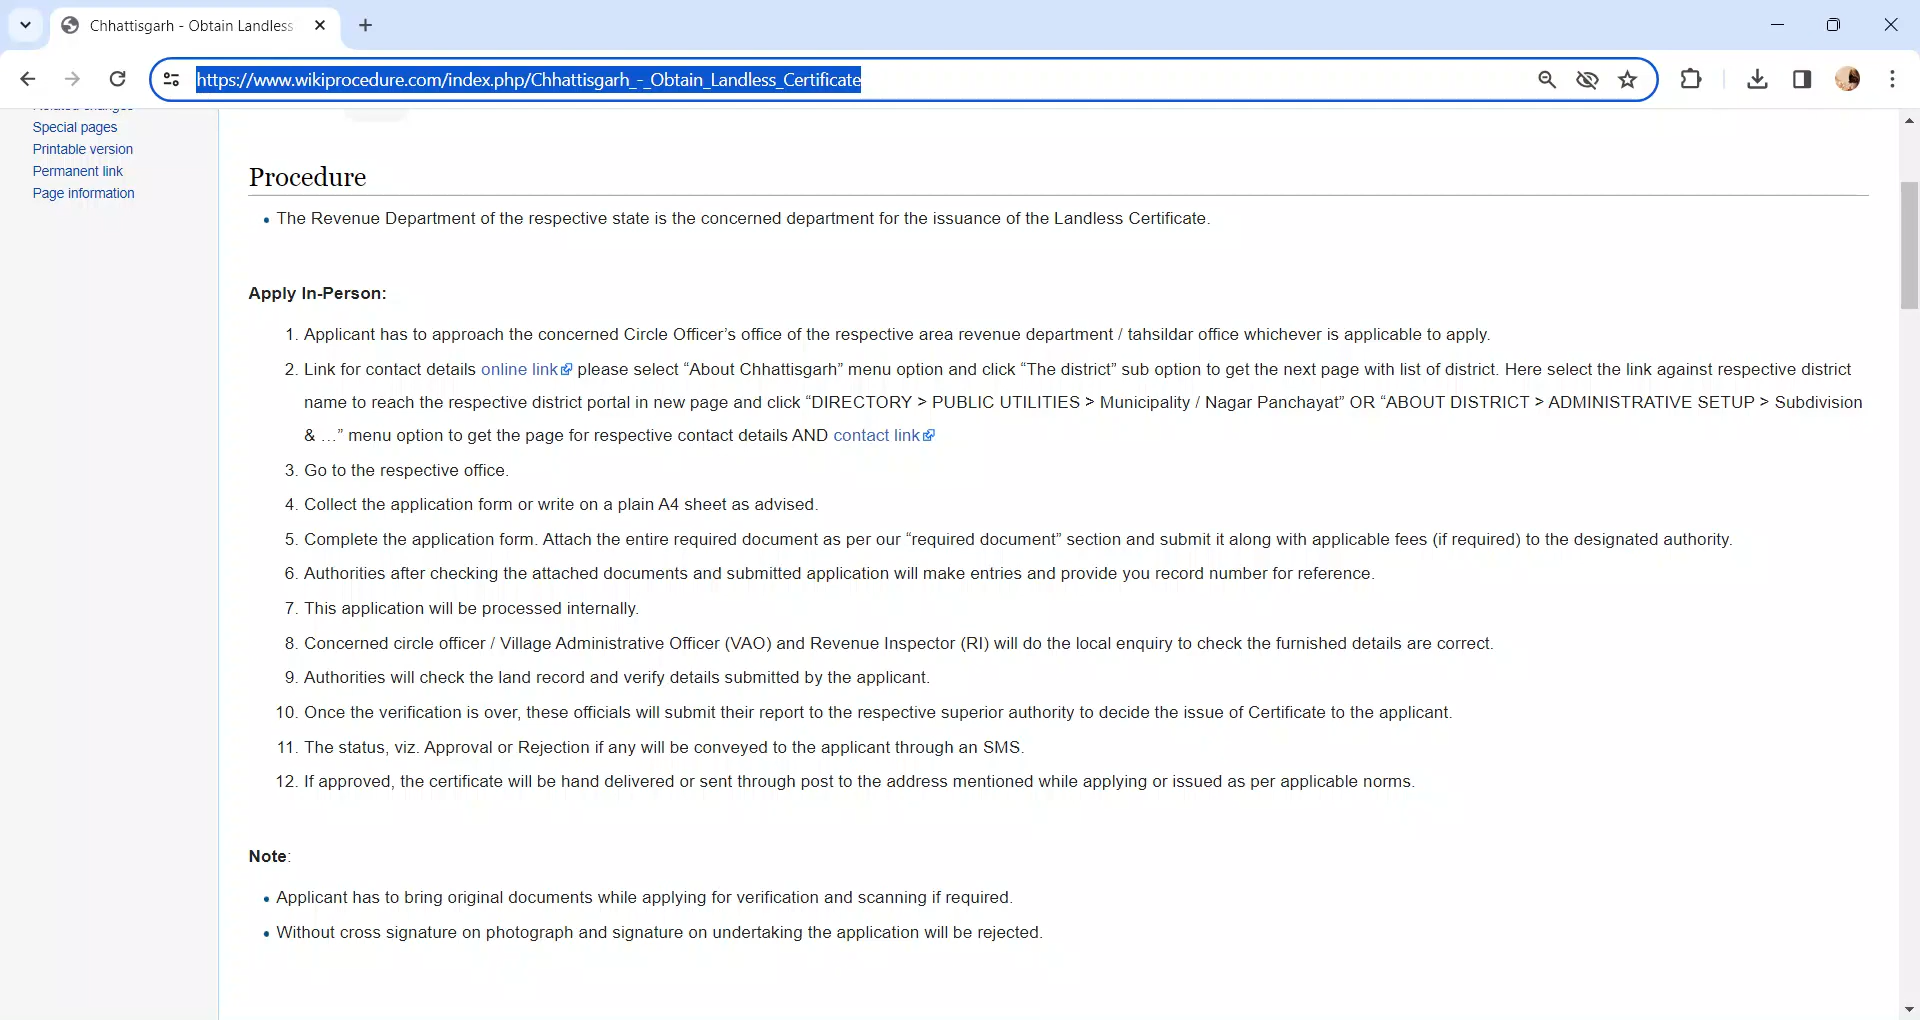 Chhattisgarh - Obtain Landless
https://www.wikiprocedure.com/index.php/Chhattisgarh_-_Obtain_Landless_Certificate
Related changes
Special pages
Printable version
Permanent link
Page information
Procedure
• The Revenue Department of the respective state is the concerned department for the issuance of the Landless Certificate.
Apply In-Person:
1. Applicant has to approach the concerned Circle Officer’s office of the respective area revenue department / tahsildar office whichever is applicable to apply.
2. Link for contact details online link please select “About Chhattisgarh” menu option and click “The district” sub option to get the next page with list of district. Here select the link against respective district
name to reach the respective district portal in new page and click “DIRECTORY > PUBLIC UTILITIES > Municipality / Nagar Panchayat” OR “ABOUT DISTRICT > ADMINISTRATIVE SETUP > Subdivision
& …” menu option to get the page for respective contact details AND contact link
3. Go to the respective office.
4. Collect the application form or write on a plain A4 sheet as advised.
5. Complete the application form. Attach the entire required document as per our “required document” section and submit it along with applicable fees (if required) to the designated authority.
6. Authorities after checking the attached documents and submitted application will make entries and provide you record number for reference.
7. This application will be processed internally.
8. Concerned circle officer / Village Administrative Officer (VAO) and Revenue Inspector (RI) will do the local enquiry to check the furnished details are correct.
9. Authorities will check the land record and verify details submitted by the applicant.
10. Once the verification is over, these officials will submit their report to the respective superior authority to decide the issue of Certificate to the applicant.
11. The status, viz. Approval or Rejection if any will be conveyed to the applicant through an SMS.
12. If approved, the certificate will be hand delivered or sent through post to the address mentioned while applying or issued as per applicable norms.
Note:
• Applicant has to bring original documents while applying for verification and scanning if required.
• Without cross signature on photograph and signature on undertaking the application will be rejected.